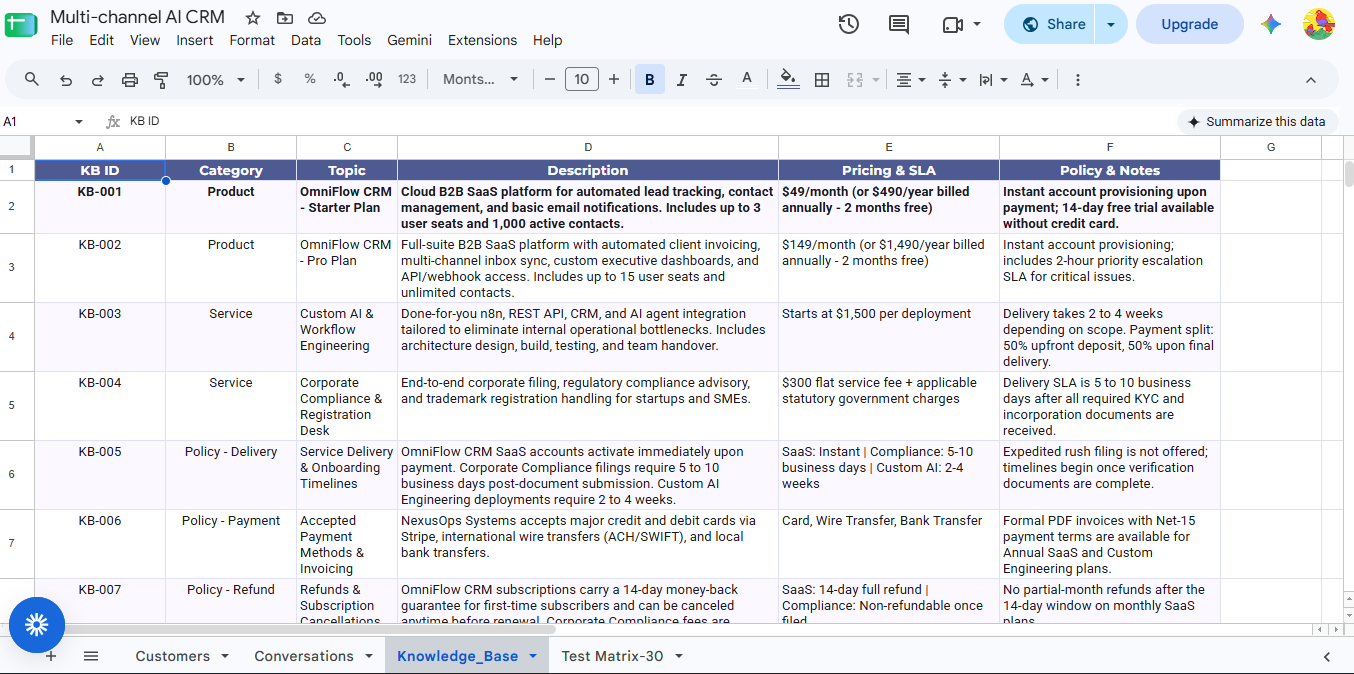 Multi-channel AI CRM
File Edit View Insert Format Data Tools Gemini Extensions Help
Share
Upgrade
100%
$ % .0 .00 123
Monts...
10
B I S A
A
A1
fx KB ID
Summarize this data
A B C D E F G
1 KB ID Category Topic Description Pricing & SLA Policy & Notes
2
KB-001
Product
OmniFlow CRM
- Starter Plan
Cloud B2B SaaS platform for automated lead tracking, contact
management, and basic email notifications. Includes up to 3
user seats and 1,000 active contacts.
$49/month (or $490/year billed
annually - 2 months free)
Instant account provisioning upon
payment; 14-day free trial available
without credit card.
3
KB-002
Product
OmniFlow CRM
- Pro Plan
Full-suite B2B SaaS platform with automated client invoicing,
multi-channel inbox sync, custom executive dashboards, and
API/webhook access. Includes up to 15 user seats and
unlimited contacts.
$149/month (or $1,490/year billed
annually - 2 months free)
Instant account provisioning;
includes 2-hour priority escalation
SLA for critical issues.
4
KB-003
Service
Custom AI &
Workflow
Engineering
Done-for-you n8n, REST API, CRM, and AI agent integration
tailored to eliminate internal operational bottlenecks. Includes
architecture design, build, testing, and team handover.
Starts at $1,500 per deployment
Delivery takes 2 to 4 weeks
depending on scope. Payment split:
50% upfront deposit, 50% upon final
delivery.
5
KB-004
Service
Corporate
Compliance &
Registration
Desk
End-to-end corporate filing, regulatory compliance advisory,
and trademark registration handling for startups and SMEs.
$300 flat service fee + applicable
statutory government charges
Delivery SLA is 5 to 10 business
days after all required KYC and
incorporation documents are
received.
6
KB-005
Policy - Delivery
Service Delivery
& Onboarding
Timelines
OmniFlow CRM SaaS accounts activate immediately upon
payment. Corporate Compliance filings require 5 to 10
business days post-document submission. Custom AI
Engineering deployments require 2 to 4 weeks.
SaaS: Instant | Compliance: 5-10
business days | Custom AI: 2-4
weeks
Expedited rush filing is not offered;
timelines begin once verification
documents are complete.
7
KB-006
Policy - Payment
Accepted
Payment
Methods &
Invoicing
NexusOps Systems accepts major credit and debit cards via
Stripe, international wire transfers (ACH/SWIFT), and local
bank transfers.
Card, Wire Transfer, Bank Transfer
Formal PDF invoices with Net-15
payment terms are available for
Annual SaaS and Custom
Engineering plans.
KB-007
Policy - Refund
Refunds &
Subscription
Cancellations
OmniFlow CRM subscriptions carry a 14-day money-back
guarantee for first-time subscribers and can be canceled
anytime before renewal. Corporate Compliance fees are
SaaS: 14-day full refund |
Compliance: Non-refundable once
filed
No partial-month refunds after the
14-day window on monthly SaaS
plans.
Customers Conversations Knowledge_Base Test Matrix-30